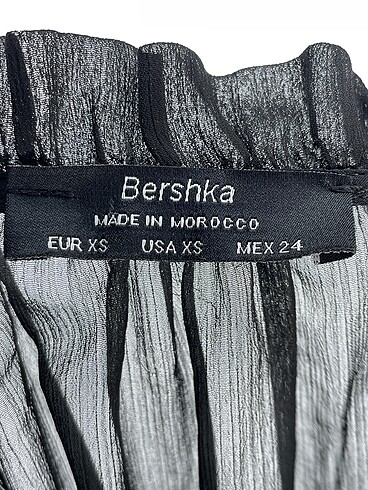 Bershka
MADE IN MOROCCO
EUR XS USA XS MEX 24